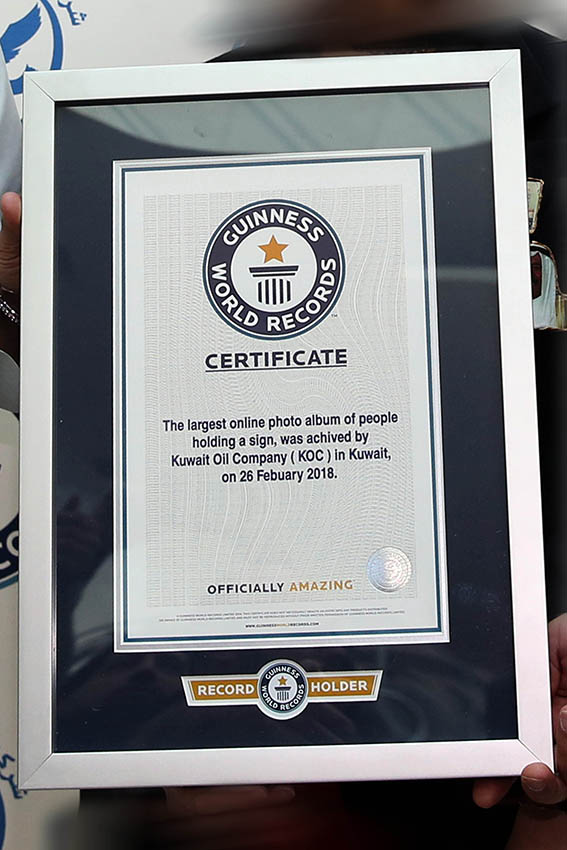 GUINNESS
WORLD RECORDS
CERTIFICATE
The largest online photo album of people
holding a sign, was achived by
Kuwait Oil Company ( KOC ) in Kuwait,
on 26 Febuary 2018.
OFFICIALLY AMAZING
WWW.GUINNESSWORLDRECORDS.COM
RECORD HOLDER
GUINNESS
WORLD RECORDS